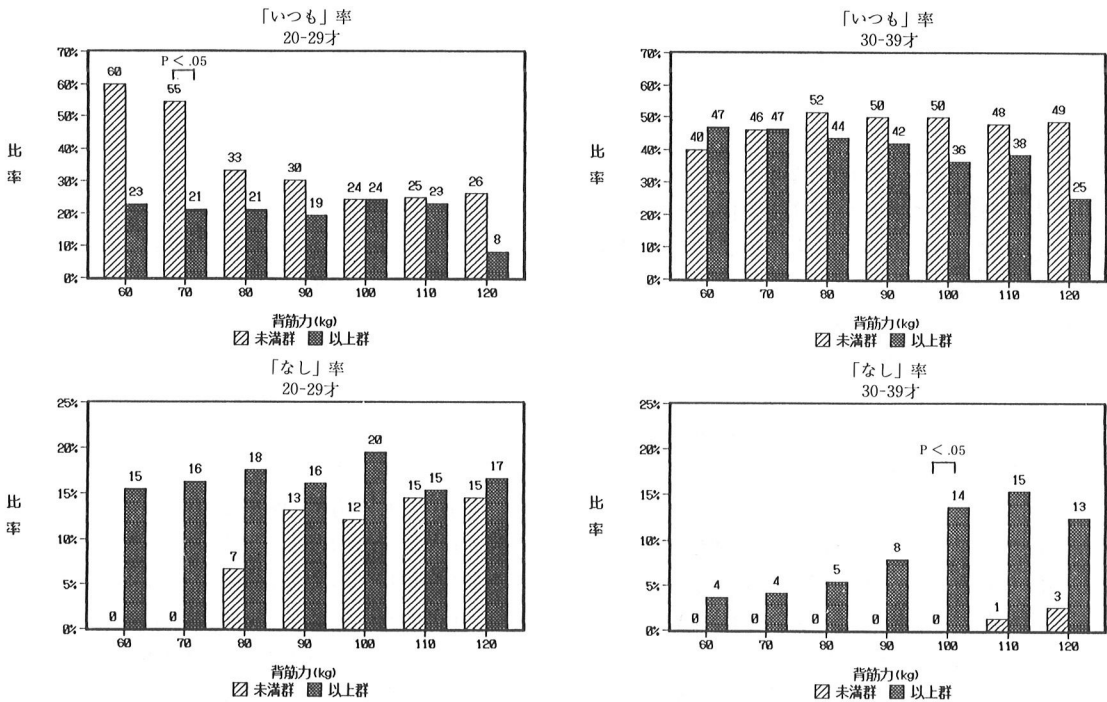 「いつも」率
20-29才
70%
60%
50%
40%
30%
20%
10%
0%
比率
P < .05
60 23
55 21
33 21
30 19
24 24
25 23
26 8
60 70 80 90 100 110 120
背筋力(kg)
未満群 以上群
「いつも」率
30-39才
70%
60%
50%
40%
30%
20%
10%
0%
比率
40 47
46 47
52 44
50 42
50 36
48 38
49 25
60 70 80 90 100 110 120
背筋力(kg)
未満群 以上群
「なし」率
20-29才
25%
20%
15%
10%
5%
0%
比率
0 15
0 16
7 18
13 16
12 20
15 15
15 17
60 70 80 90 100 110 120
背筋力(kg)
未満群 以上群
「なし」率
30-39才
25%
20%
15%
10%
5%
0%
比率
P < .05
0 4
0 4
0 5
0 8
0 14
1 15
3 13
60 70 80 90 100 110 120
背筋力(kg)
未満群 以上群